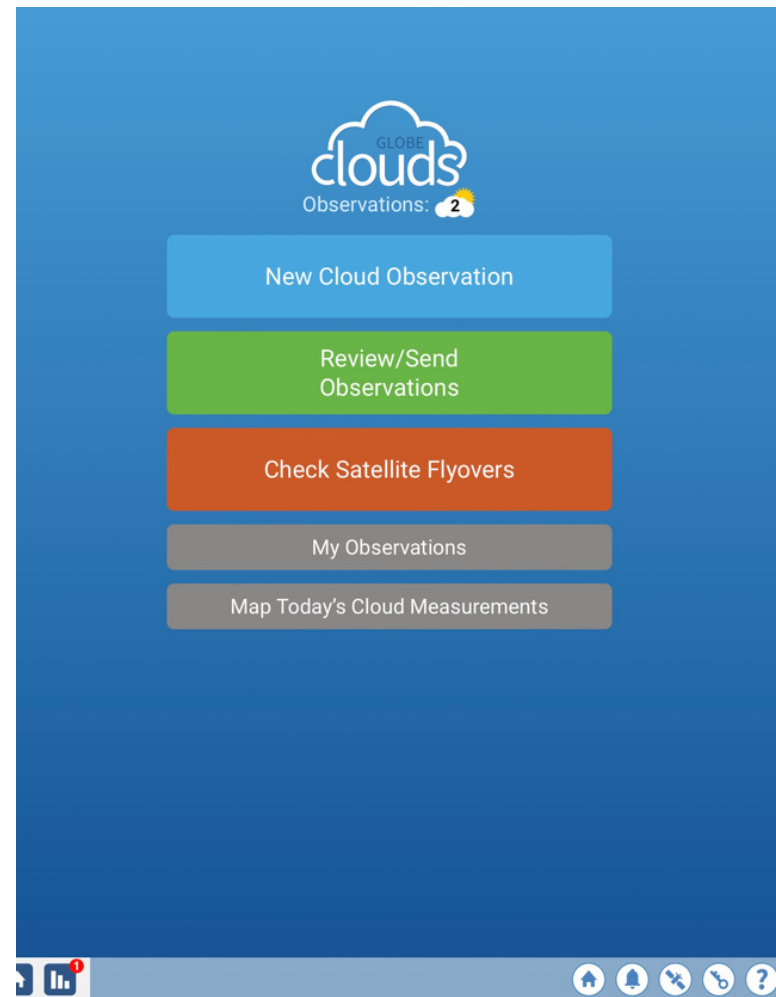 GLOBE
clouds
Observations: 2
New Cloud Observation
Review/Send
Observations
Check Satellite Flyovers
My Observations
Map Today's Cloud Measurements
1
?